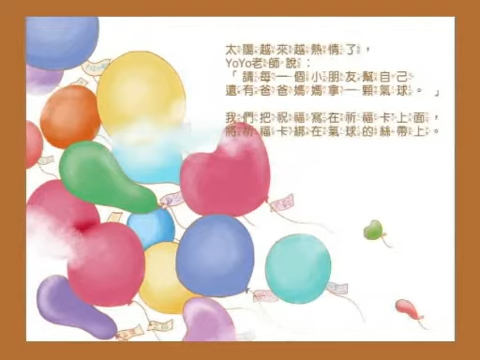 太陽越來越熱情了，
YoYo老師說：
「請每一個小朋友幫自己
還有爸爸媽媽拿一顆氣球。」
我們把祝福寫在祈福卡上面，
將祈福卡綁在氣球的絲帶上。